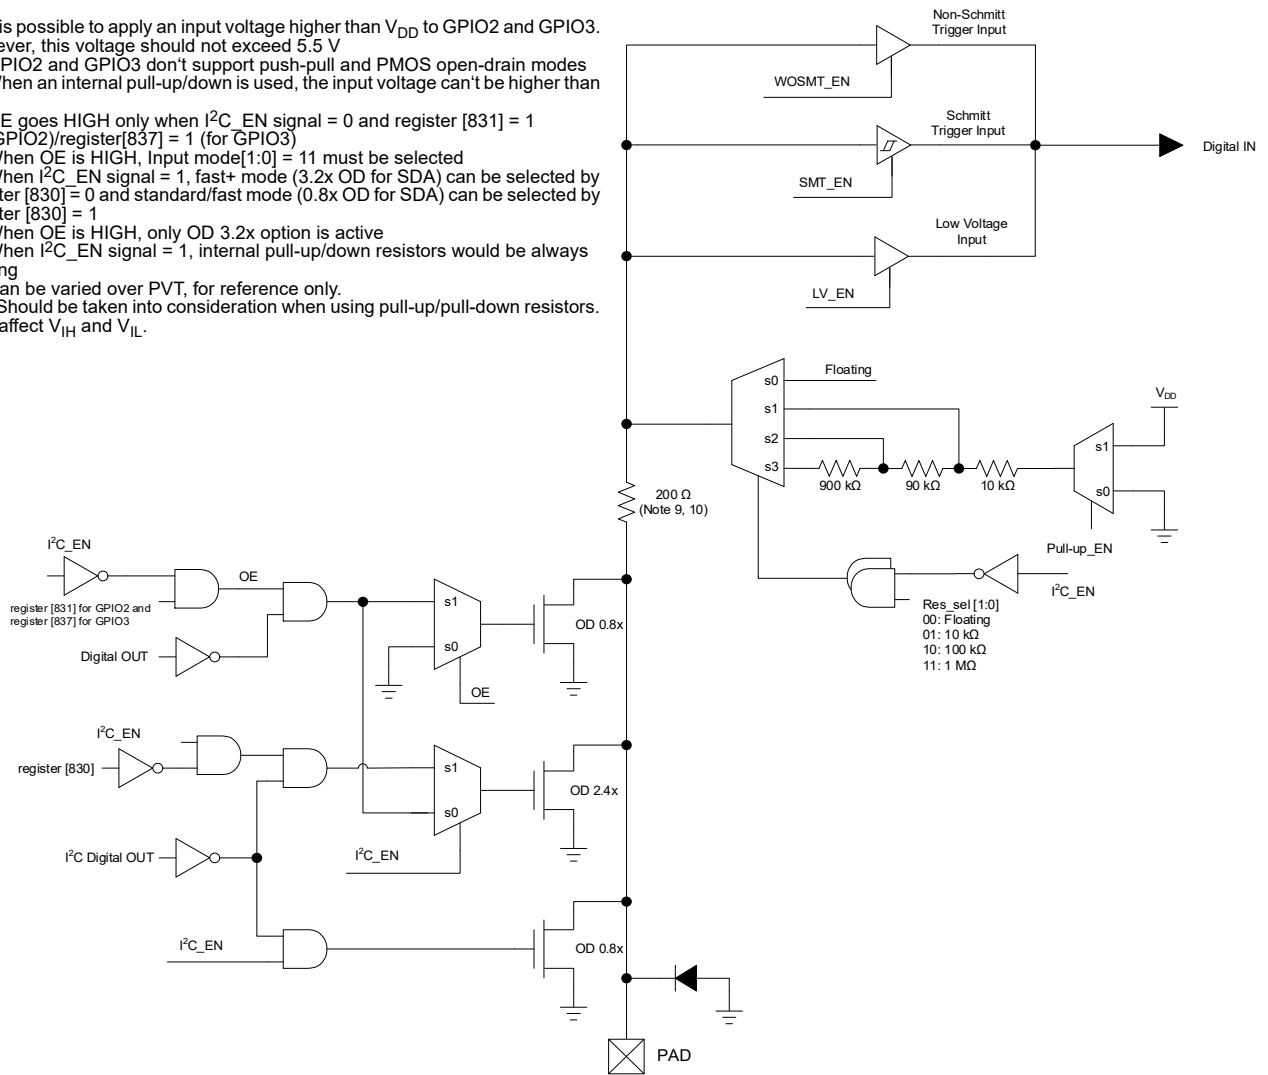 is possible to apply an input voltage higher than VDD to GPIO2 and GPIO3.
ever, this voltage should not exceed 5.5 V
PIO2 and GPIO3 don't support push-pull and PMOS open-drain modes
hen an internal pull-up/down is used, the input voltage can't be higher than
E goes HIGH only when I²C_EN signal = 0 and register [831] = 1
GPIO2)/register[837] = 1 (for GPIO3)
hen OE is HIGH, Input mode[1:0] = 11 must be selected
hen I²C_EN signal = 1, fast+ mode (3.2x OD for SDA) can be selected by
ter [830] = 0 and standard/fast mode (0.8x OD for SDA) can be selected by
ter [830] = 1
hen OE is HIGH, only OD 3.2x option is active
hen I²C_EN signal = 1, internal pull-up/down resistors would be always
ng
an be varied over PVT, for reference only.
Should be taken into consideration when using pull-up/pull-down resistors.
affect VIH and VIL.
Non-Schmitt
Trigger Input
WOSMT_EN
Schmitt
Trigger Input
SMT_EN
Digital IN
Low Voltage
Input
LV_EN
Floating
s0
s1
s2
s3
900 kΩ
90 kΩ
10 kΩ
VDD
s1
s0
Pull-up_EN
I²C_EN
Res_sel [1:0]
00: Floating
01: 10 kΩ
10: 100 kΩ
11: 1 MΩ
200 Ω
(Note 9, 10)
I²C_EN
OE
register [831] for GPIO2 and
register [837] for GPIO3
Digital OUT
s1
s0
OE
OD 0.8x
I²C_EN
register [830]
s1
s0
I²C_EN
OD 2.4x
I²C Digital OUT
I²C_EN
OD 0.8x
PAD